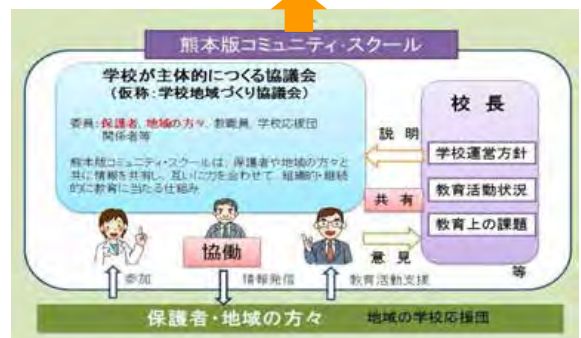 熊本版コミュニティ・スクール
学校が主体的につくる協議会
（仮称：学校地域づくり協議会）
委員：保護者、地域の方々、教職員、学校応援団
関係者等
熊本版コミュニティ・スクールは、保護者や地域の方々と
共に情報を共有し、互いに力を合わせて、組織的・継続
的に教育に当たる仕組み
校 長
説 明
学校運営方針
共 有
教育活動状況
教育上の課題
意 見
等
協働
参加
情報発信
教育活動支援
保護者・地域の方々
地域の学校応援団